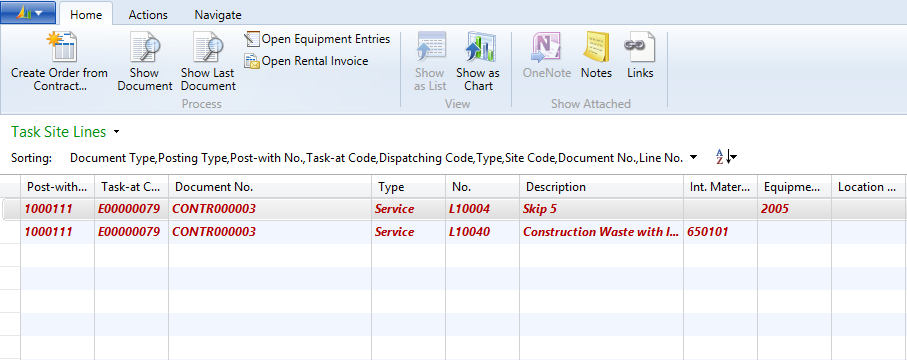 Home Actions Navigate
Create Order from Contract...
Show Document
Show Last Document
Open Equipment Entries
Open Rental Invoice
Process
Show as List
Show as Chart
View
OneNote
Notes
Links
Show Attached
Task Site Lines
Sorting: Document Type,Posting Type,Post-with No.,Task-at Code,Dispatching Code,Type,Site Code,Document No.,Line No.
A
Z
Post-with... Task-at C... Document No. Type No. Description Int. Mater... Equipme... Location ...
1000111 E00000079 CONTR000003 Service L10004 Skip 5 2005
1000111 E00000079 CONTR000003 Service L10040 Construction Waste with I... 650101